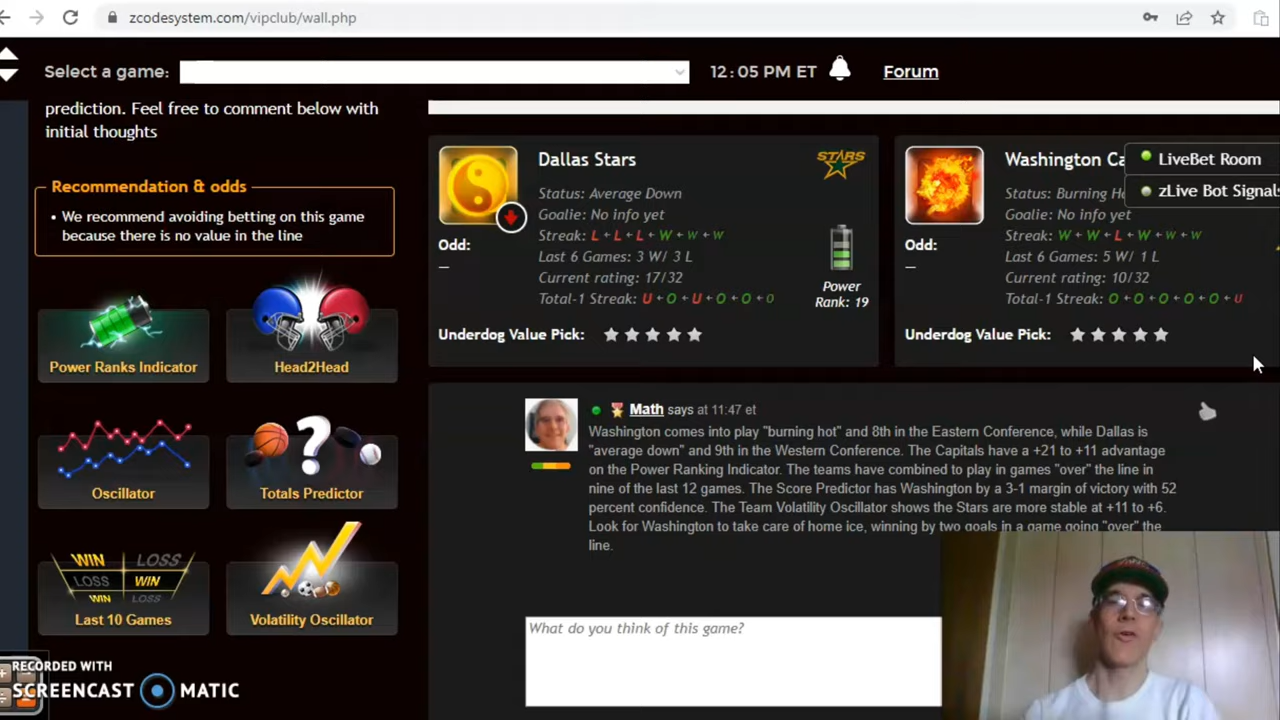 zcodesystem.com/vipclub/wall.php
Select a game:
12:05 PM ET
Forum
prediction. Feel free to comment below with
initial thoughts
Recommendation & odds
• We recommend avoiding betting on this game
because there is no value in the line
Power Ranks Indicator
Head2Head
Oscillator
?
Totals Predictor
WIN LOSS
LOSS WIN
WIN LOSS
Last 10 Games
Volatility Oscillator
RECORDED WITH
SCREENCAST MATIC
Dallas Stars
STARS
Status: Average Down
Goalie: No info yet
Odd:
—
Streak: L L L W W W
Last 6 Games: 3 W/ 3 L
Current rating: 17/32
Total-1 Streak: U O U O O O
Power
Rank: 19
Underdog Value Pick:
Washington Ca
Status: Burning H
Goalie: No info yet
Odd:
—
Streak: W W L W W W
Last 6 Games: 5 W/ 1 L
Current rating: 10/32
Total-1 Streak: O O O O O U
Underdog Value Pick:
LiveBet Room
zLive Bot Signals
Math says at 11:47 et
Washington comes into play "burning hot" and 8th in the Eastern Conference, while Dallas is
"average down" and 9th in the Western Conference. The Capitals have a +21 to +11 advantage
on the Power Ranking Indicator. The teams have combined to play in games "over" the line in
nine of the last 12 games. The Score Predictor has Washington by a 3-1 margin of victory with 52
percent confidence. The Team Volatility Oscillator shows the Stars are more stable at +11 to +6.
Look for Washington to take care of home ice, winning by two goals in a game going "over" the
line.
What do you think of this game?